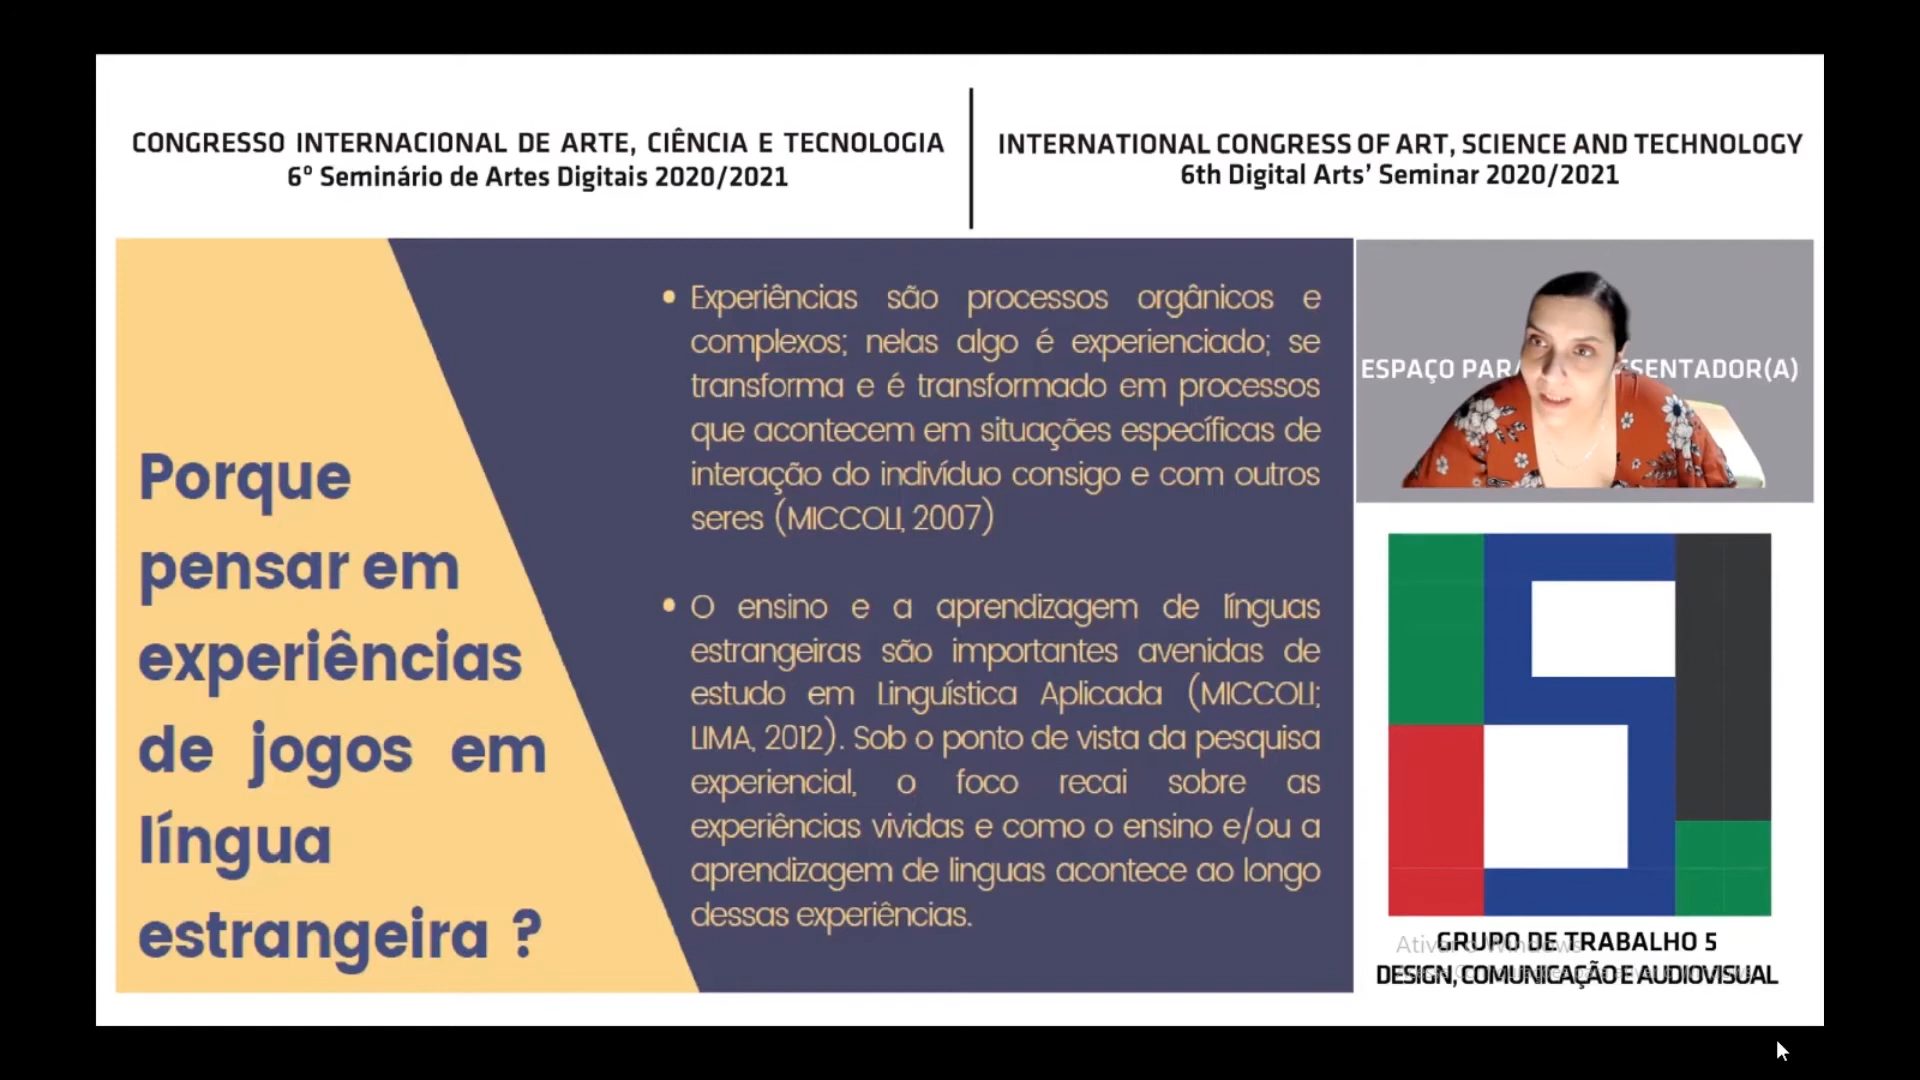 CONGRESSO INTERNACIONAL DE ARTE, CIÊNCIA E TECNOLOGIA
6º Seminário de Artes Digitais 2020/2021
INTERNATIONAL CONGRESS OF ART, SCIENCE AND TECHNOLOGY
6th Digital Arts’ Seminar 2020/2021
Porque
pensar em
experiências
de jogos em
língua
estrangeira ?
• Experiências são processos orgânicos e
complexos; nelas algo é experienciado; se
transforma e é transformado em processos
que acontecem em situações específicas de
interação do indivíduo consigo e com outros
seres (MICCOLI, 2007)
• O ensino e a aprendizagem de línguas
estrangeiras são importantes avenidas de
estudo em Linguística Aplicada (MICCOLI;
LIMA, 2012). Sob o ponto de vista da pesquisa
experiencial, o foco recai sobre as
experiências vividas e como o ensino e/ou a
aprendizagem de linguas acontece ao longo
dessas experiências.
ESPAÇO
GRUPO DE TRABALHO 5
DESIGN, COMUNICAÇÃO E AUDIOVISUAL
Ativar o Windows